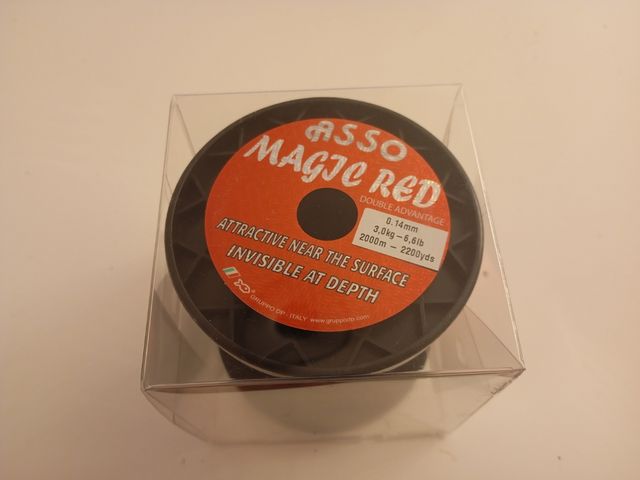 ASSO
MAGIC RED
DOUBLE ADVANTAGE
0.14mm
3,0kg–6,6lb
2000m – 2200yds
ATTRACTIVE NEAR THE SURFACE
INVISIBLE AT DEPTH
GRUPPO DP - ITALY www.gruppodp.com